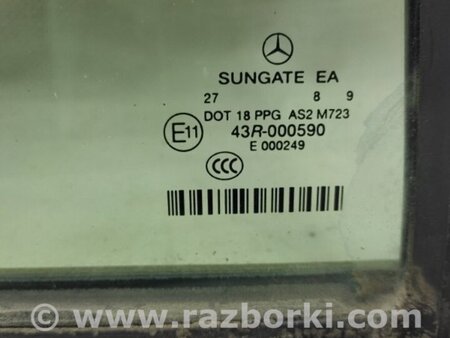 SUNGATE EA
27 8 9
DOT 18 PPG AS2 M723
E11 43R-000590
E 000249
CCC
© www.razborki.com